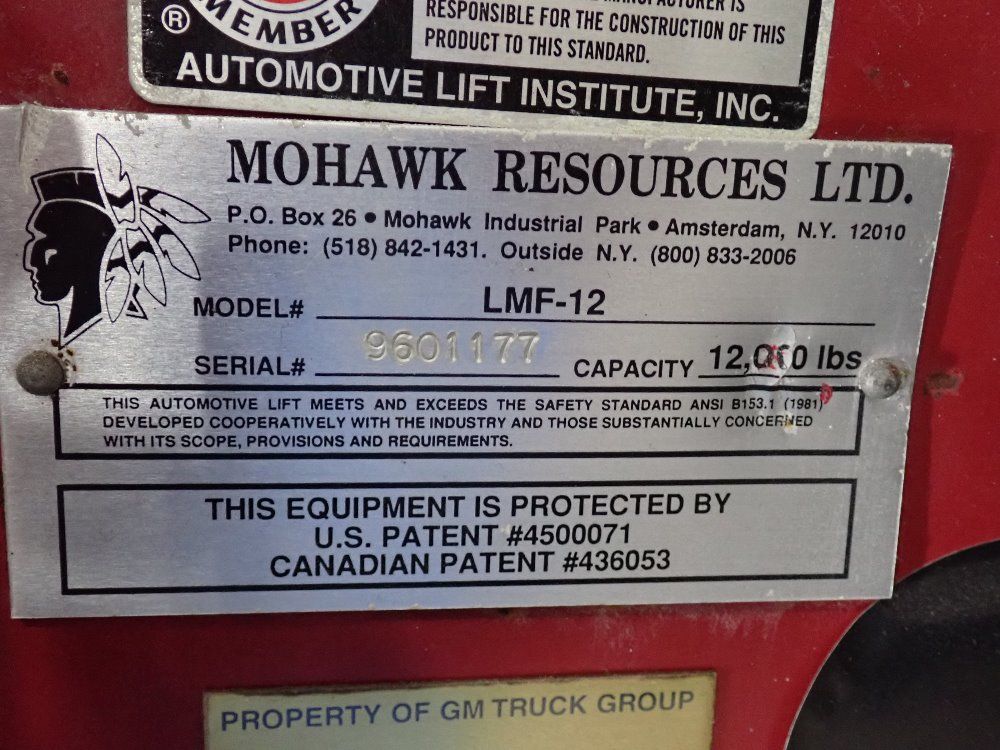 ® MEMBER
RESPONSIBLE FOR THE CONSTRUCTION OF THIS
PRODUCT TO THIS STANDARD.
AUTOMOTIVE LIFT INSTITUTE, INC.
MOHAWK RESOURCES LTD.
P.O. Box 26 • Mohawk Industrial Park • Amsterdam, N.Y. 12010
Phone: (518) 842-1431. Outside N.Y. (800) 833-2006
MODEL# LMF-12
SERIAL# 9601177 CAPACITY 12,000 lbs
THIS AUTOMOTIVE LIFT MEETS AND EXCEEDS THE SAFETY STANDARD ANSI B153.1 (1981)
DEVELOPED COOPERATIVELY WITH THE INDUSTRY AND THOSE SUBSTANTIALLY CONCERNED
WITH ITS SCOPE, PROVISIONS AND REQUIREMENTS.
THIS EQUIPMENT IS PROTECTED BY
U.S. PATENT #4500071
CANADIAN PATENT #436053
PROPERTY OF GM TRUCK GROUP